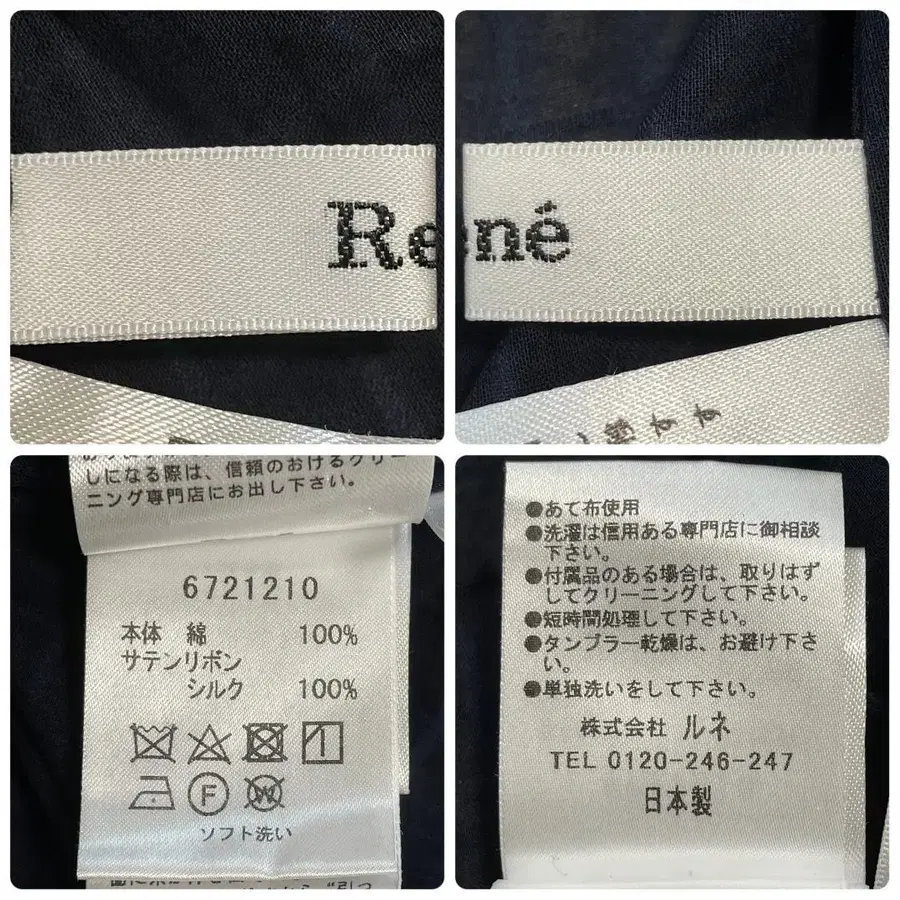 René
しになる際は、信頼のおけるクリー
ニング専門店にお出し下さい。
6721210
本体 綿 100%
サテンリボン
シルク 100%
F
W
ソフト洗い
●あて布使用
●洗濯は信用ある専門店に御相談
下さい。
●付属品のある場合は、取りはず
してクリーニングして下さい。
●短時間処理して下さい。
●タンブラー乾燥は、お避け下さ
い。
●単独洗いをして下さい。
株式会社 ルネ
TEL 0120-246-247
日本製